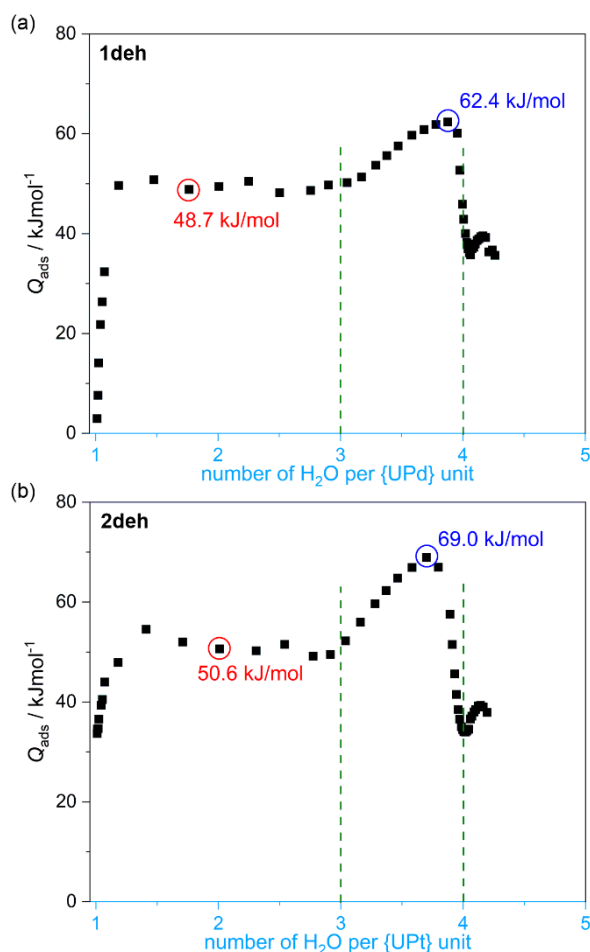 (a)
1deh
62.4 kJ/mol
48.7 kJ/mol
Qads / kJmol⁻¹
80
60
40
20
0
1 2 3 4 5
number of H₂O per {UPd} unit
(b)
2deh
69.0 kJ/mol
50.6 kJ/mol
Qads / kJmol⁻¹
80
60
40
20
0
1 2 3 4 5
number of H₂O per {UPt} unit